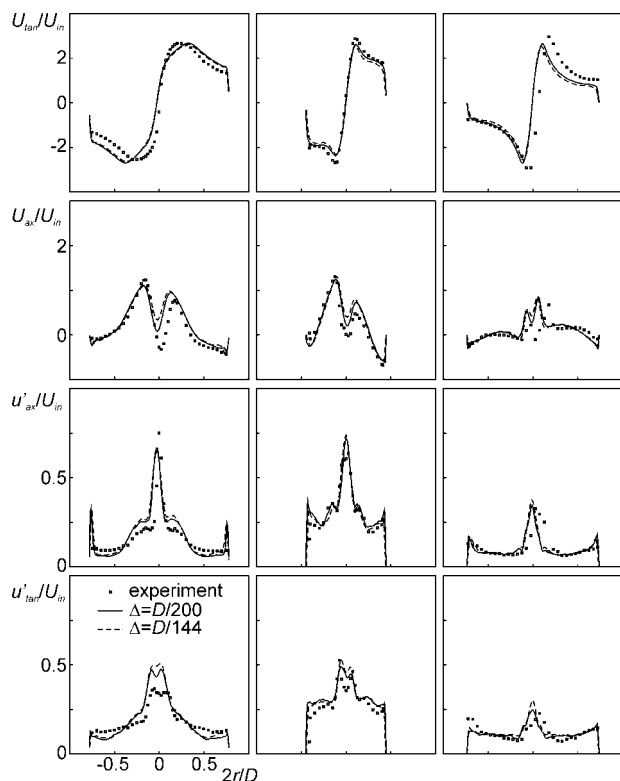 U_tan/U_in
2
0
-2
U_ax/U_in
2
0
u'_ax/U_in
0.5
0
u'_tan/U_in
experiment
Δ=D/200
Δ=D/144
0.5
0
-0.5 0 0.5 2r/D